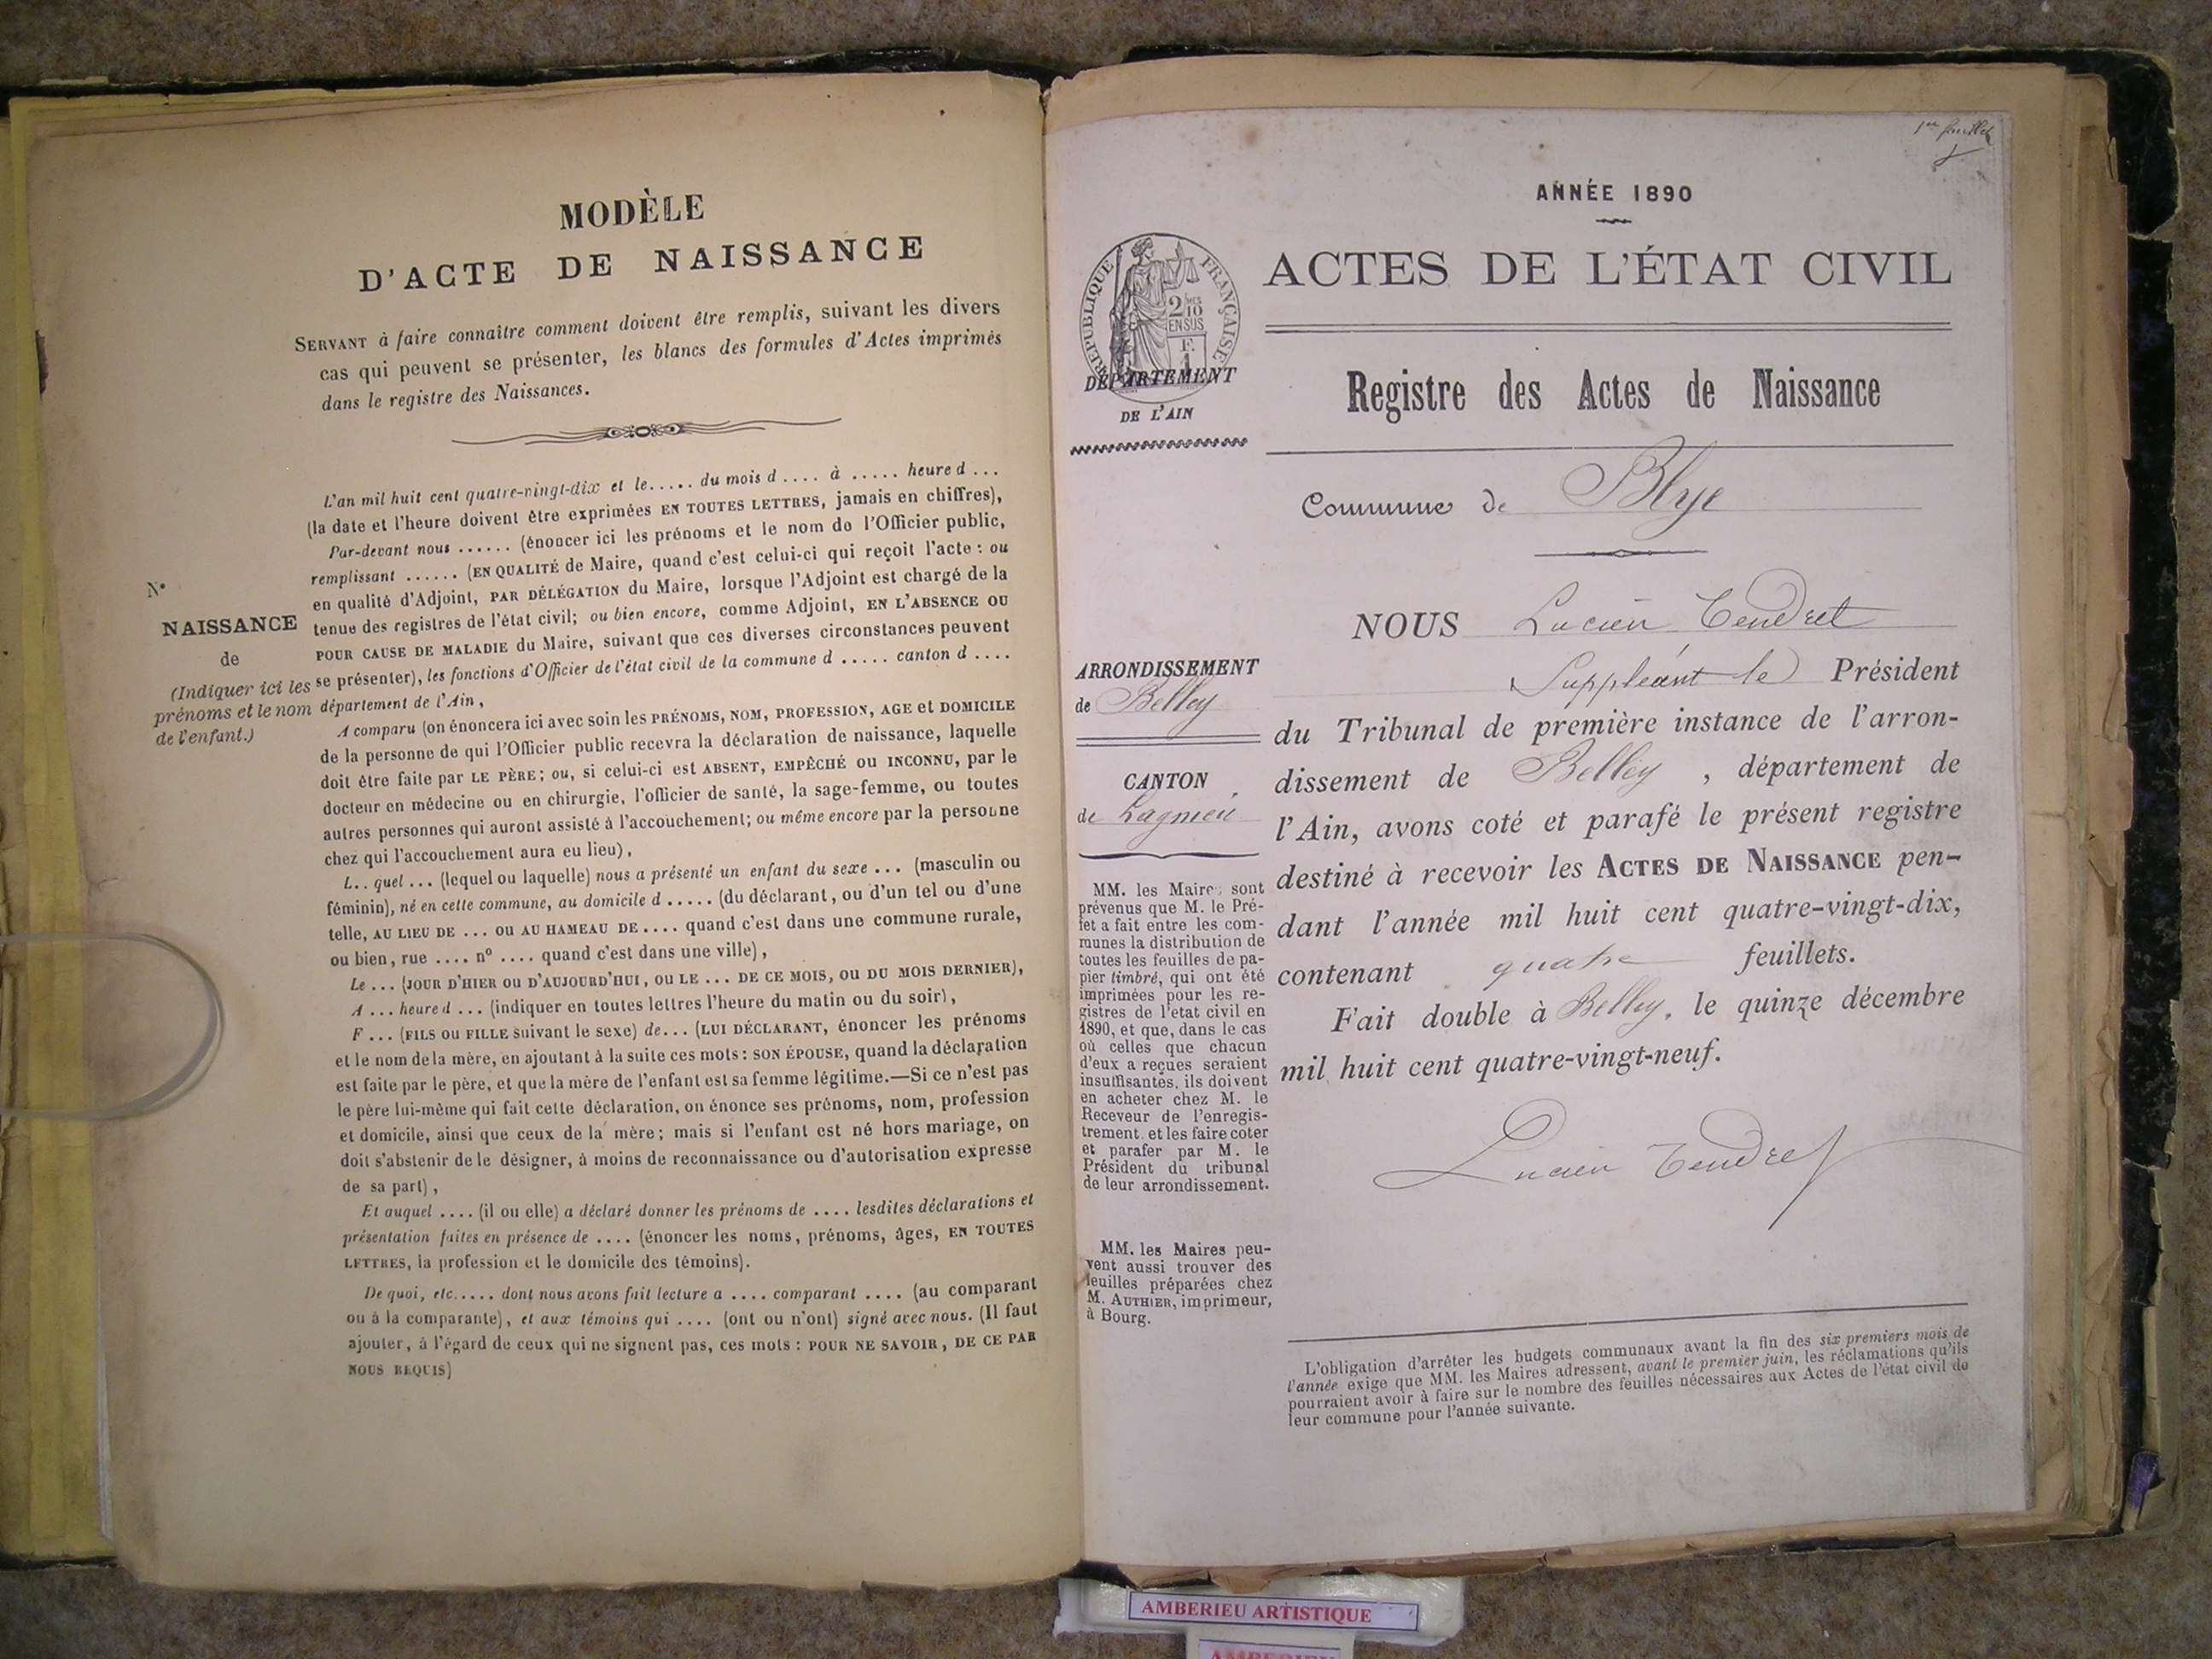 MODÈLE
D'ACTE DE NAISSANCE
SERVANT à faire connaître comment doivent être remplis, suivant les divers
cas qui peuvent se présenter, les blancs des formules d'Actes imprimés
dans le registre des Naissances.
L'an mil huit cent quatre-vingt-dix et le..... du mois d .... à ..... heure d ...
(la date et l'heure doivent être exprimées EN TOUTES LETTRES, jamais en chiffres),
Par-devant nous ...... (énoncer ici les prénoms et le nom de l'Officier public,
remplissant ...... (EN QUALITÉ de Maire, quand c'est celui-ci qui reçoit l'acte : ou
en qualité d'Adjoint, PAR DÉLÉGATION du Maire, lorsque l'Adjoint est chargé de la
tenue des registres de l'état civil; ou bien encore, comme Adjoint, EN L'ABSENCE OU
POUR CAUSE DE MALADIE du Maire, suivant que ces diverses circonstances peuvent
se présenter), les fonctions d'Officier de l'état civil de la commune d ..... canton d ....
département de l'Ain,
N°
NAISSANCE
de
(Indiquer ici les
prénoms et le nom
de l'enfant.)
A comparu (on énoncera ici avec soin les PRÉNOMS, NOM, PROFESSION, AGE et DOMICILE
de la personne de qui l'Officier public recevra la déclaration de naissance, laquelle
doit être faite par LE PÈRE; ou, si celui-ci est ABSENT, EMPÊCHÉ ou INCONNU, par le
docteur en médecine ou en chirurgie, l'officier de santé, la sage-femme, ou toutes
autres personnes qui auront assisté à l'accouchement; ou même encore par la personne
chez qui l'accouchement aura eu lieu),
L.. quel ... (lequel ou laquelle) nous a présenté un enfant du sexe ... (masculin ou
féminin), né en cette commune, au domicile d ..... (du déclarant, ou d'un tel ou d'une
telle, AU LIEU DE ... OU AU HAMEAU DE .... quand c'est dans une commune rurale,
ou bien, rue .... n° .... quand c'est dans une ville),
Le ... (JOUR D'HIER OU D'AUJOURD'HUI, OU LE ... DE CE MOIS, OU DU MOIS DERNIER),
A ... heure d ... (indiquer en toutes lettres l'heure du matin ou du soir),
F ... (FILS ou FILLE suivant le sexe) de... (LUI DÉCLARANT, énoncer les prénoms
et le nom de la mère, en ajoutant à la suite ces mots : SON ÉPOUSE, quand la déclaration
est faite par le père, et que la mère de l'enfant est sa femme légitime.—Si ce n'est pas
le père lui-même qui fait cette déclaration, on énonce ses prénoms, nom, profession
et domicile, ainsi que ceux de la mère; mais si l'enfant est né hors mariage, on
doit s'abstenir de le désigner, à moins de reconnaissance ou d'autorisation expresse
de sa part),
Et auquel .... (il ou elle) a déclaré donner les prénoms de .... lesdites déclarations et
présentation faites en présence de .... (énoncer les noms, prénoms, âges, EN TOUTES
LETTRES, la profession et le domicile des témoins).
De quoi, etc..... dont nous avons fait lecture a .... comparant .... (au comparant
ou à la comparante), et aux témoins qui .... (ont ou n'ont) signé avec nous. (Il faut
ajouter, à l'égard de ceux qui ne signent pas, ces mots : POUR NE SAVOIR, DE CE PAR
NOUS REQUIS)
1er feuillet
ANNÉE 1890
ACTES DE L'ÉTAT CIVIL
RÉPUBLIQUE FRANÇAISE
2/10 EN SUS
F. 1
DÉPARTEMENT
DE L'AIN
Registre des Actes de Naissance
Commune de Blye
NOUS Lucien Tendret
Suppléant le Président
du Tribunal de première instance de l'arron-
dissement de Belley, département de
l'Ain, avons coté et parafé le présent registre
destiné à recevoir les ACTES DE NAISSANCE pen-
dant l'année mil huit cent quatre-vingt-dix,
contenant quatre feuillets.
Fait double à Belley, le quinze décembre
mil huit cent quatre-vingt-neuf.
Lucien Tendret
ARRONDISSEMENT
de Belley
CANTON
de Lagnieu
MM. les Maires sont
prévenus que M. le Pré-
fet a fait entre les com-
munes la distribution de
toutes les feuilles de pa-
pier timbré, qui ont été
imprimées pour les re-
gistres de l'etat civil en
1890, et que, dans le cas
où celles que chacun
d'eux a reçues seraient
insuffisantes, ils doivent
en acheter chez M. le
Receveur de l'enregis-
trement et les faire coter
et parafer par M. le
Président du tribunal
de leur arrondissement.
MM. les Maires peu-
vent aussi trouver des
feuilles préparées chez
M. AUTHIER, imprimeur,
à Bourg.
L'obligation d'arrêter les budgets communaux avant la fin des six premiers mois de
l'année exige que MM. les Maires adressent, avant le premier juin, les réclamations qu'ils
pourraient avoir à faire sur le nombre des feuilles nécessaires aux Actes de l'état civil de
leur commune pour l'année suivante.
AMBERIEU ARTISTIQUE
AMBERIEU